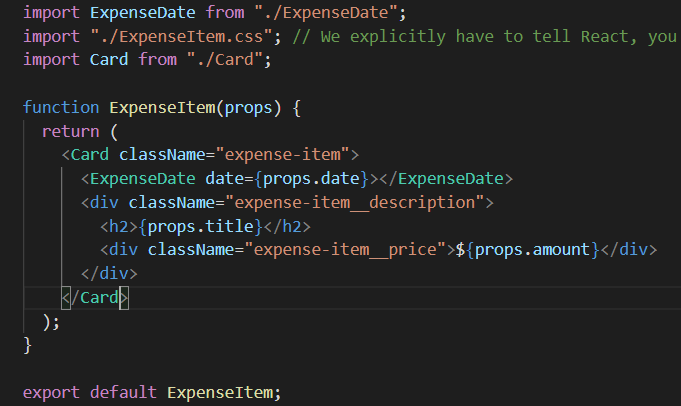 import ExpenseDate from "./ExpenseDate";
import "./ExpenseItem.css"; // We explicitly have to tell React, you
import Card from "./Card";
function ExpenseItem(props) {
return (
<Card className="expense-item">
<ExpenseDate date={props.date}></ExpenseDate>
<div className="expense-item__description">
<h2>{props.title}</h2>
<div className="expense-item__price">${props.amount}</div>
</div>
</Card>
);
}
export default ExpenseItem;